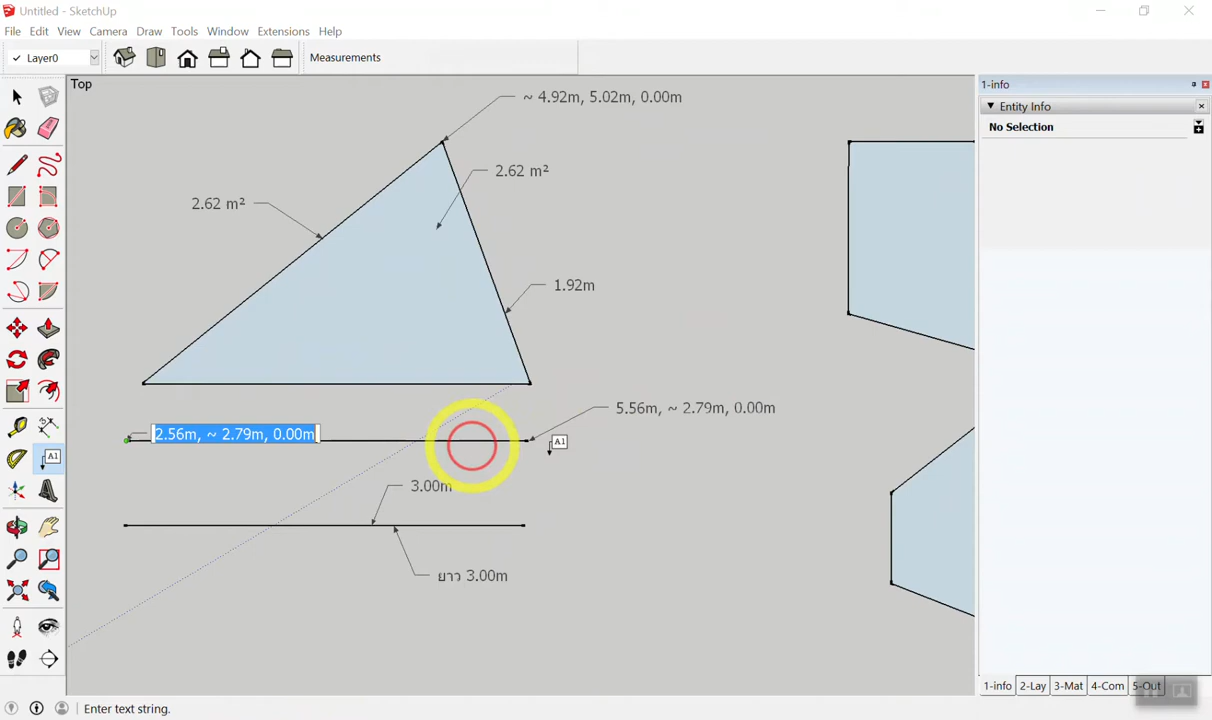 Untitled - SketchUp
File Edit View Camera Draw Tools Window Extensions Help
Layer0
Measurements
Top
1-info
Entity Info
No Selection
~ 4.92m, 5.02m, 0.00m
2.62 m²
2.62 m²
1.92m
5.56m, ~ 2.79m, 0.00m
2.56m, ~ 2.79m, 0.00m
A1
A1
3.00m
ยาว 3.00m
1-info 2-Lay 3-Mat 4-Com 5-Out
Enter text string.